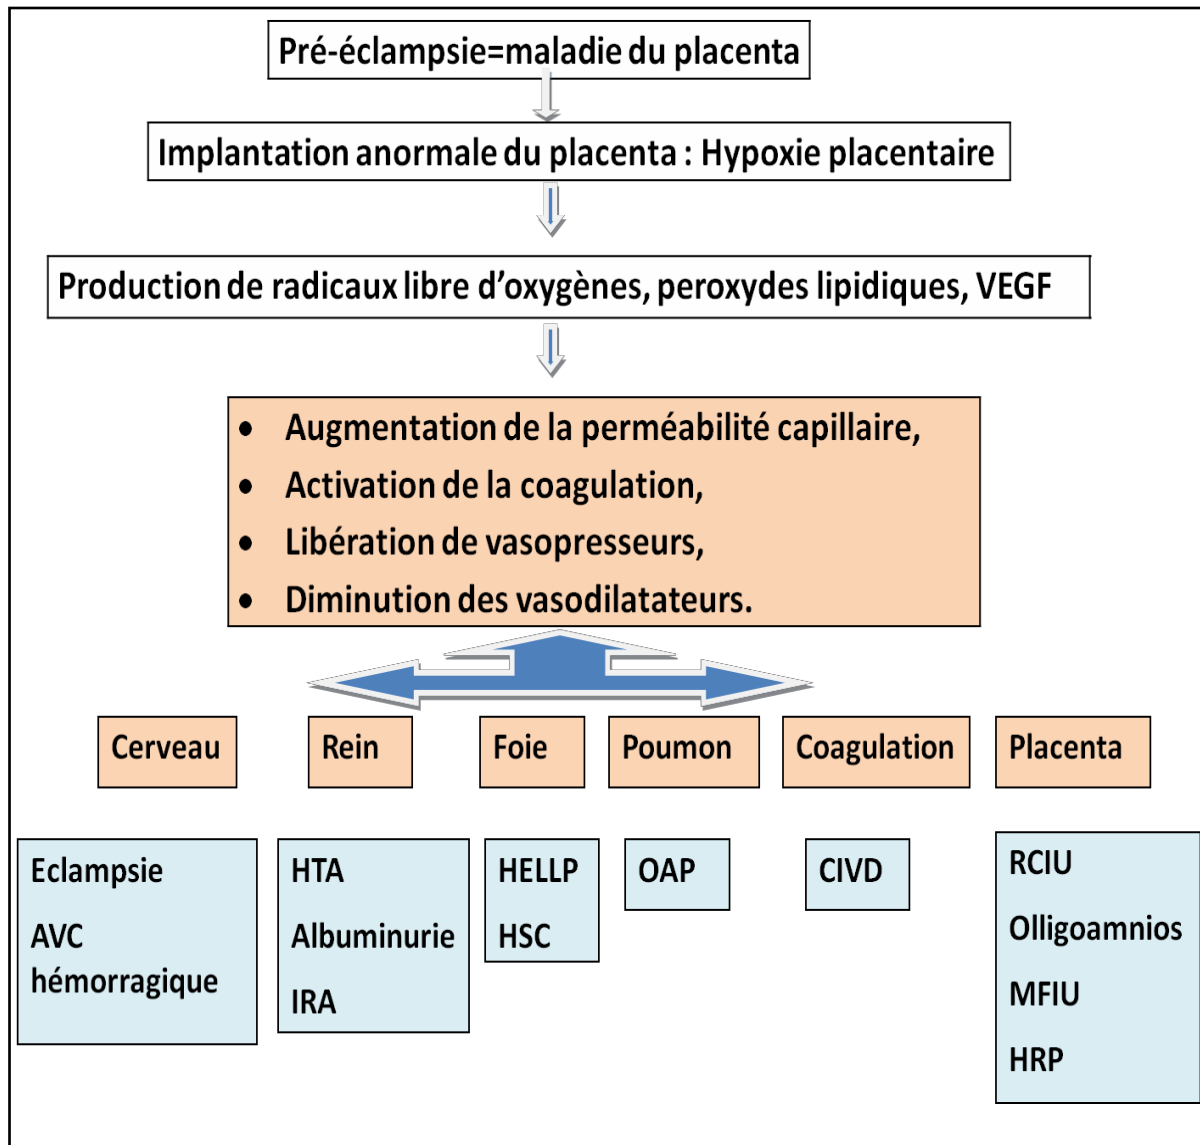 Pré-éclampsie=maladie du placenta
Implantation anormale du placenta : Hypoxie placentaire
Production de radicaux libre d’oxygènes, peroxydes lipidiques, VEGF
• Augmentation de la perméabilité capillaire,
• Activation de la coagulation,
• Libération de vasopresseurs,
• Diminution des vasodilatateurs.
Cerveau
Rein
Foie
Poumon
Coagulation
Placenta
Eclampsie
AVC
hémorragique
HTA
Albuminurie
IRA
HELLP
HSC
OAP
CIVD
RCIU
Olligoamnios
MFIU
HRP